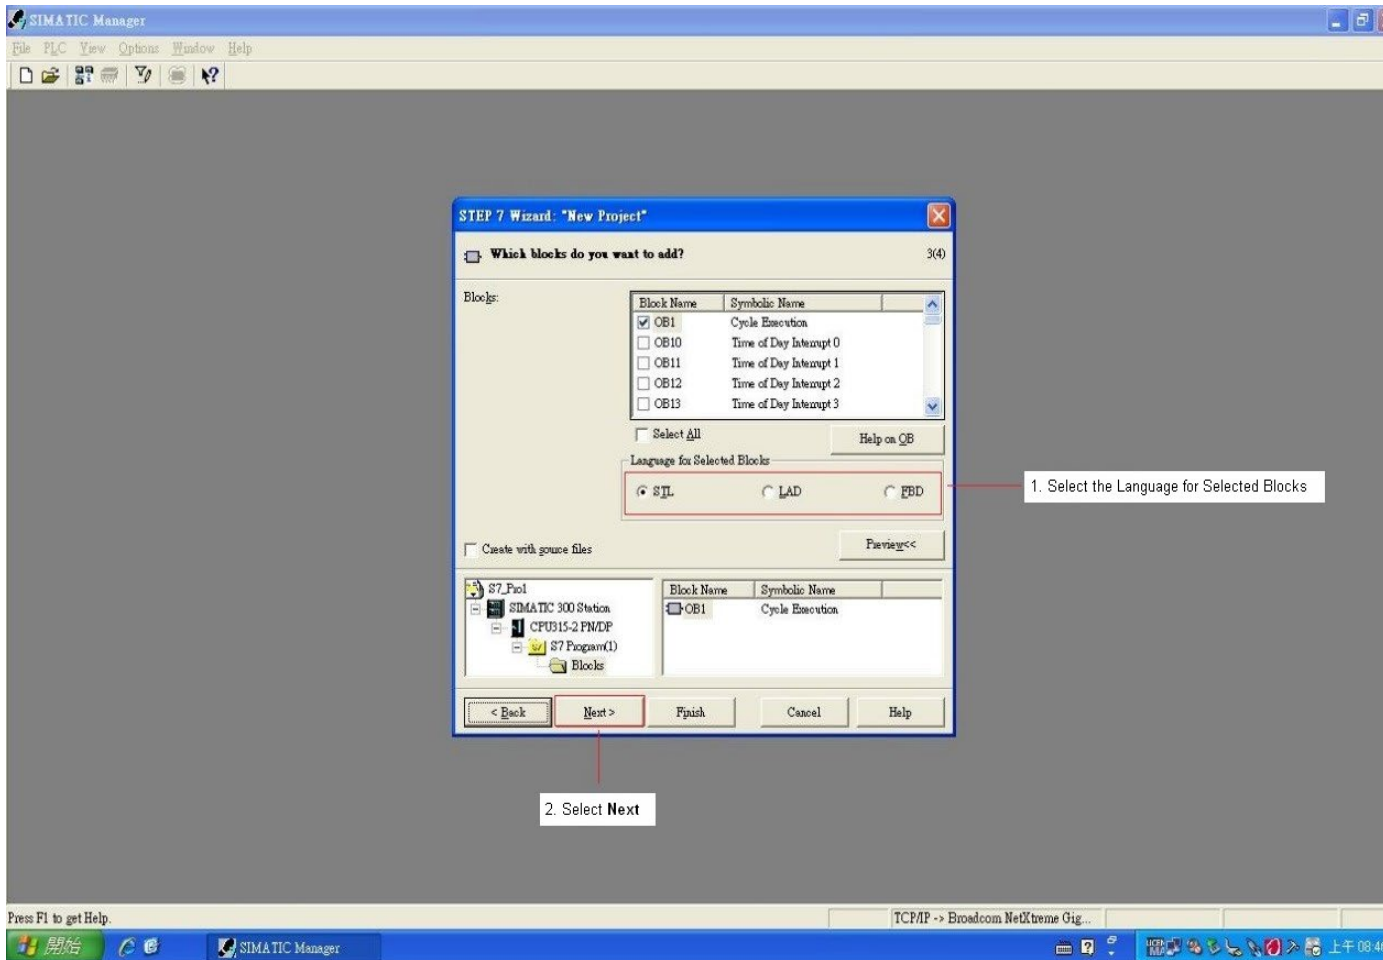 SIMATIC Manager
File PLC View Options Window Help
STEP 7 Wizard: "New Project"
Which blocks do you want to add? 3(4)
Blocks:
Block Name Symbolic Name
OB1 Cycle Execution
OB10 Time of Day Interrupt 0
OB11 Time of Day Interrupt 1
OB12 Time of Day Interrupt 2
OB13 Time of Day Interrupt 3
Select All
Help on OB
Language for Selected Blocks
STL LAD FBD
1. Select the Language for Selected Blocks
Create with source files
Preview<<
S7_Pro1
SIMATIC 300 Station
CPU315-2 PN/DP
S7 Program(1)
Blocks
Block Name Symbolic Name
OB1 Cycle Execution
< Back Next > Finish Cancel Help
2. Select Next
Press F1 to get Help.
TCP/IP -> Broadcom NetXtreme Gig...
開始 SIMATIC Manager
上午 08:4